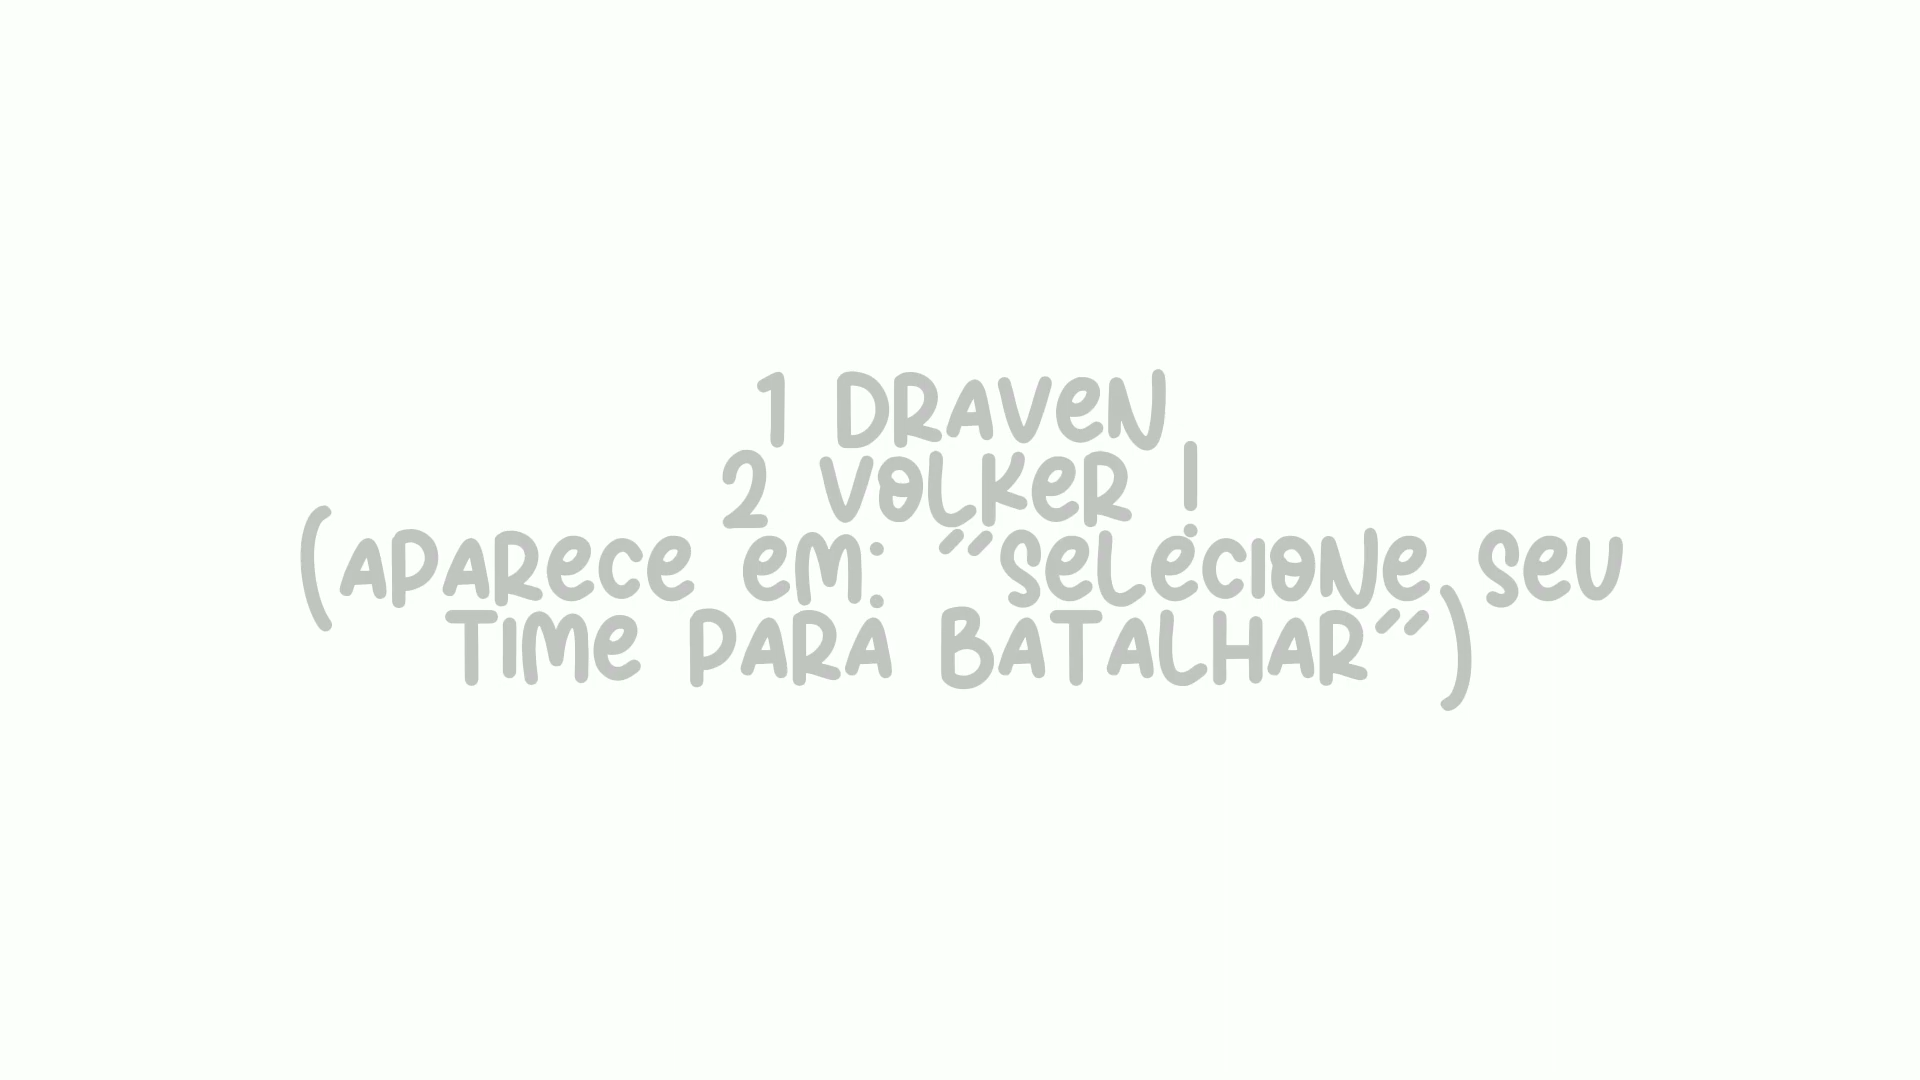 1 DRAVEN
2 VOLKER !
(APARECE EM: "SELECIONE SEU
TIME PARA BATALHAR")